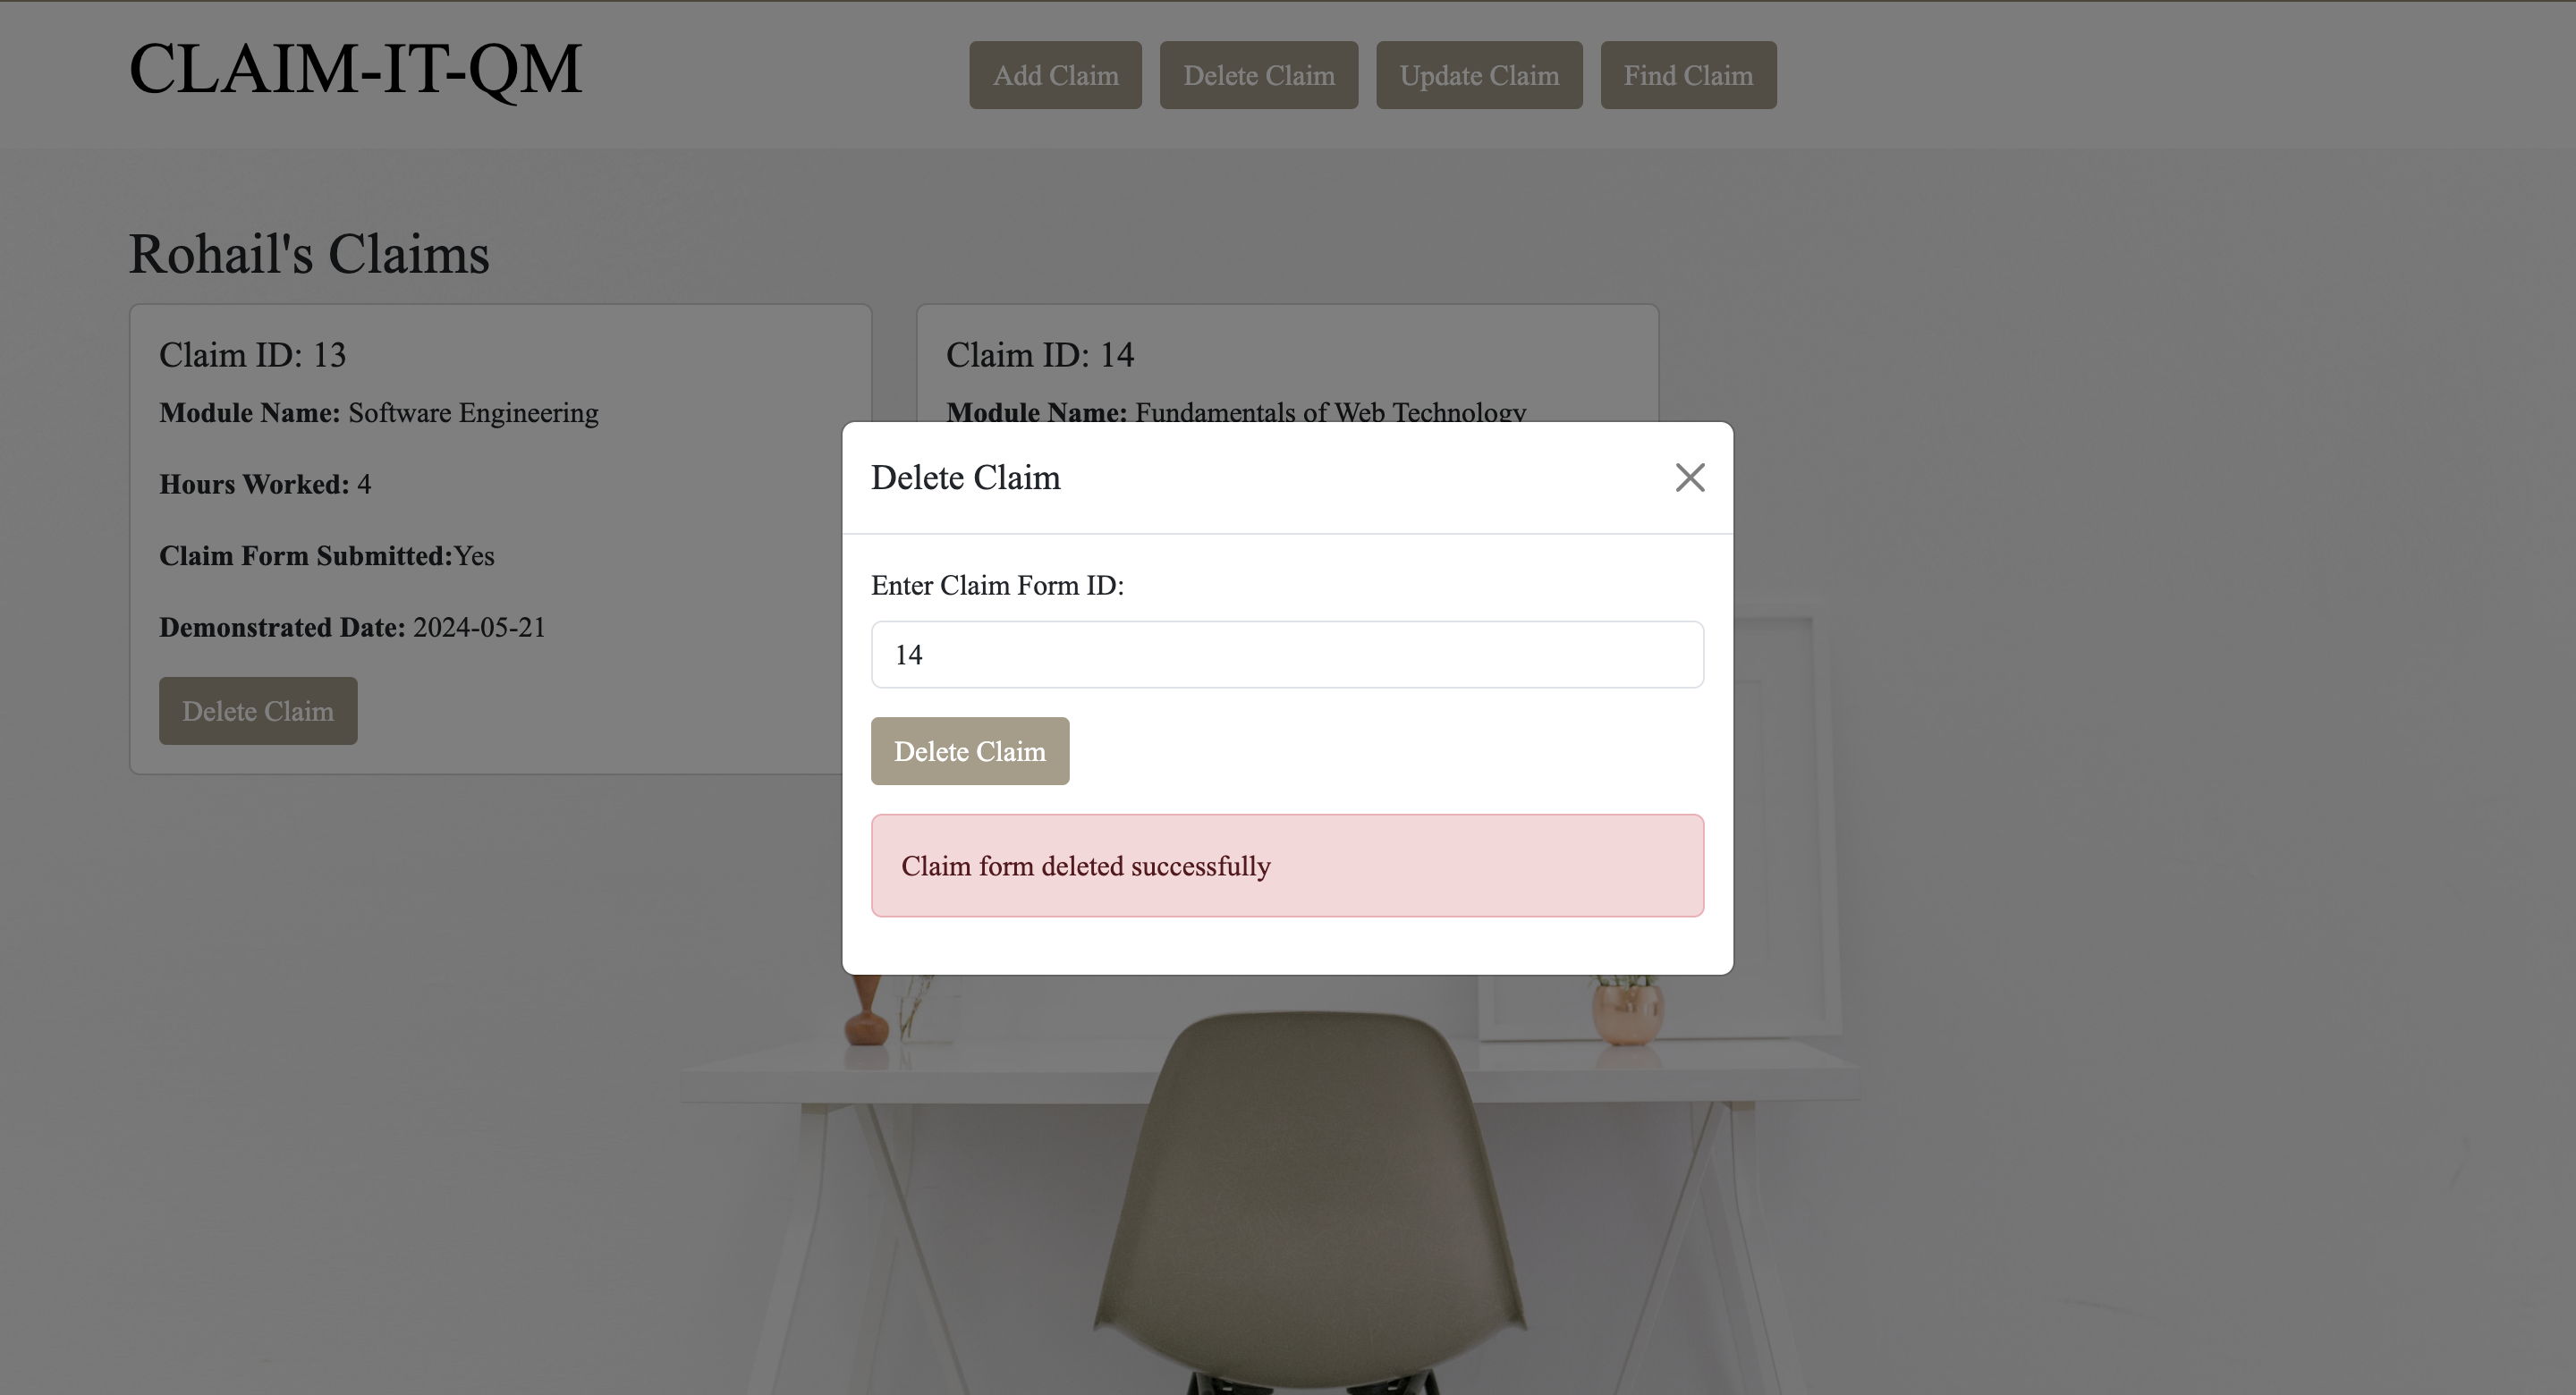 CLAIM-IT-QM
Add Claim
Delete Claim
Update Claim
Find Claim
Rohail's Claims
Claim ID: 13
Module Name: Software Engineering
Hours Worked: 4
Claim Form Submitted:Yes
Demonstrated Date: 2024-05-21
Delete Claim
Claim ID: 14
Module Name: Fundamentals of Web Technology
Delete Claim
Enter Claim Form ID:
14
Delete Claim
Claim form deleted successfully